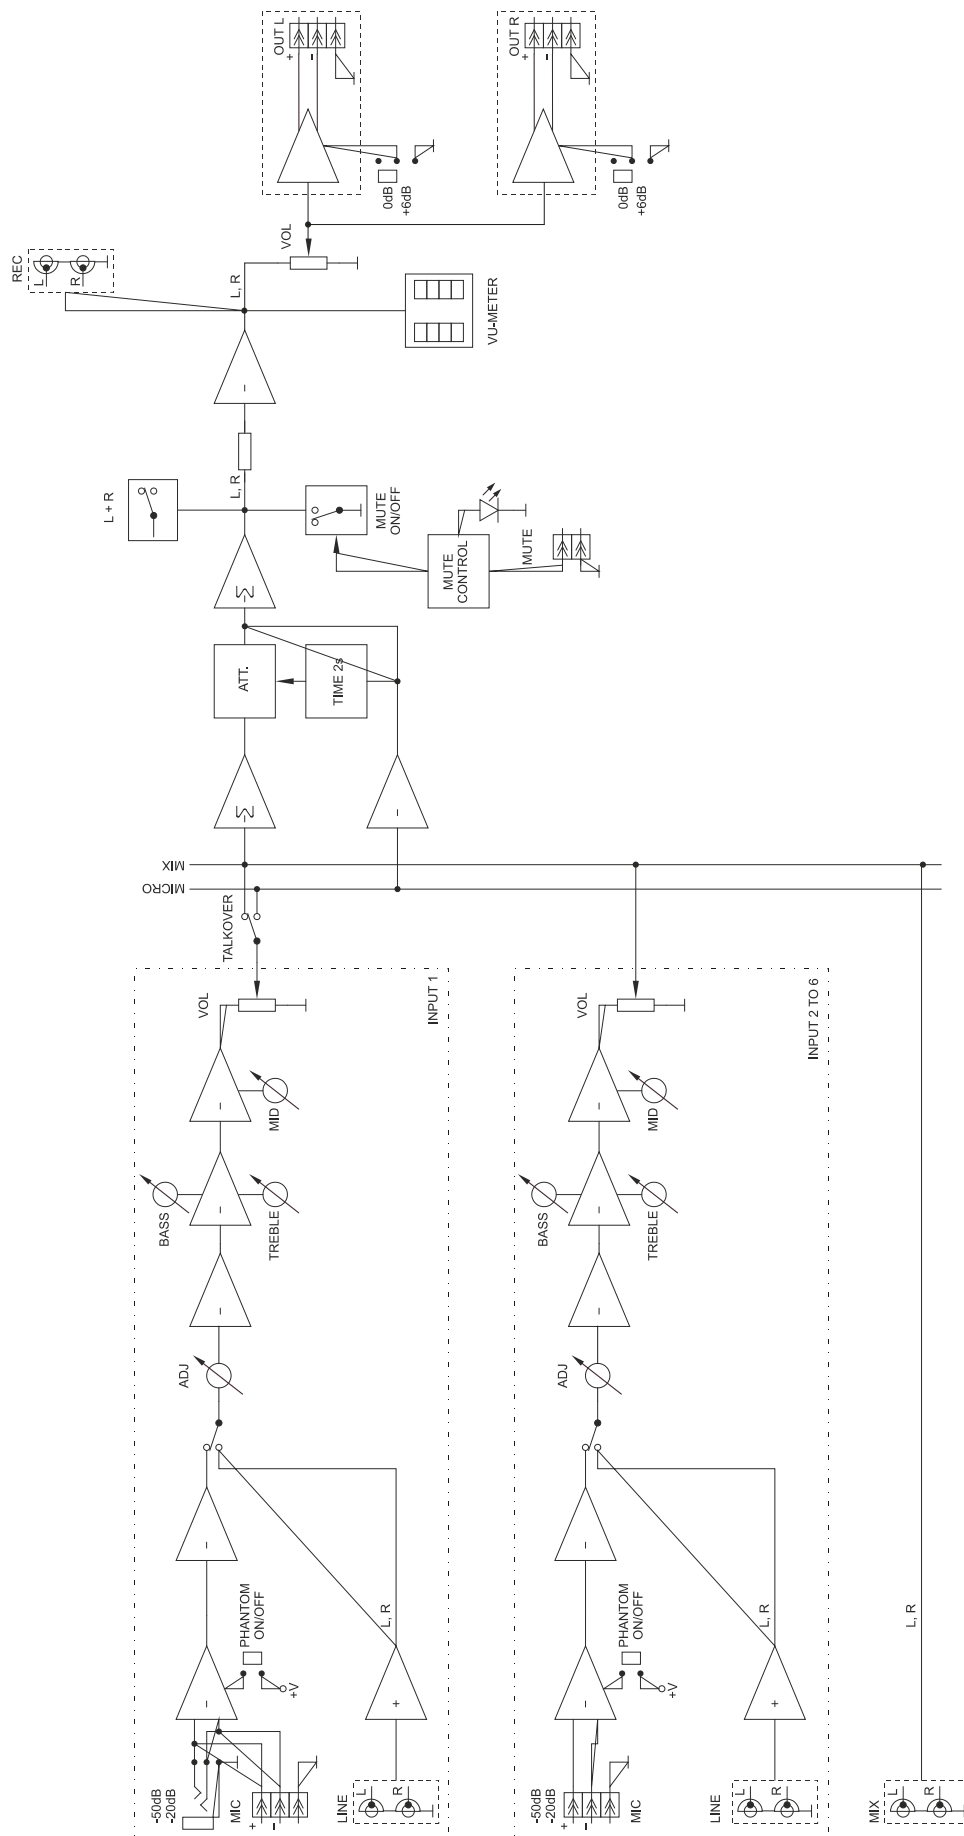 OUT L
+
-
0dB
+6dB
OUT R
+
-
0dB
+6dB
VOL
REC
L
R
L, R
VU-METER
-
L + R
L, R
MUTE
ON/OFF
MUTE
CONTROL
MUTE
Σ
ATT.
TIME 2s
Σ
-
MIX
MICRO
TALKOVER
INPUT 1
VOL
-
MID
BASS
-
TREBLE
-
ADJ
-
-
PHANTOM
ON/OFF
+V
-50dB
-20dB
MIC
+
-
L, R
+
LINE
L
R
INPUT 2 TO 6
VOL
-
MID
BASS
-
TREBLE
-
ADJ
-
-
PHANTOM
ON/OFF
+V
-50dB
-20dB
MIC
+
-
L, R
+
LINE
L
R
L, R
MIX
L
R